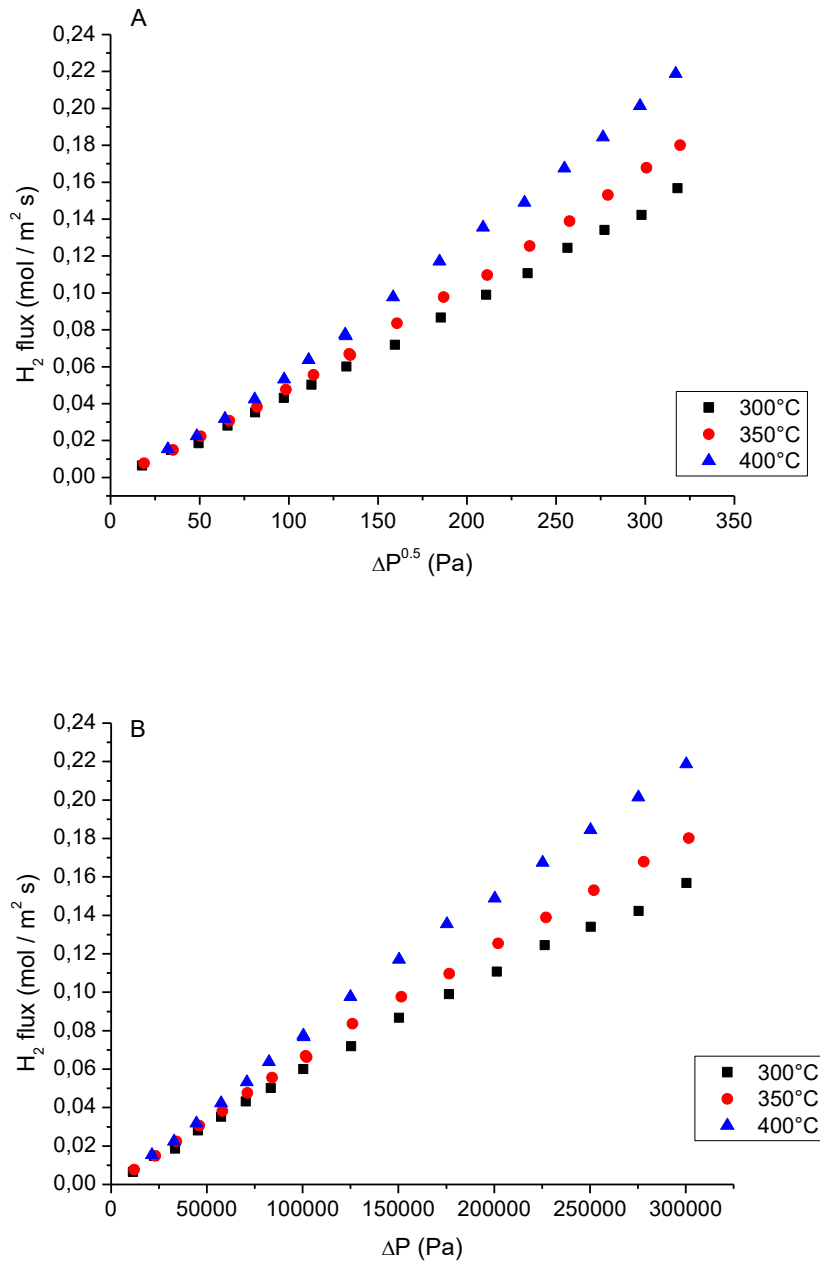 A
0,24
0,22
0,20
0,18
0,16
0,14
0,12
0,10
0,08
0,06
0,04
0,02
0,00
H₂ flux (mol / m² s)
300°C
350°C
400°C
0 50 100 150 200 250 300 350
ΔP⁰·⁵ (Pa)
B
0,24
0,22
0,20
0,18
0,16
0,14
0,12
0,10
0,08
0,06
0,04
0,02
0,00
H₂ flux (mol / m² s)
300°C
350°C
400°C
0 50000 100000 150000 200000 250000 300000
ΔP (Pa)